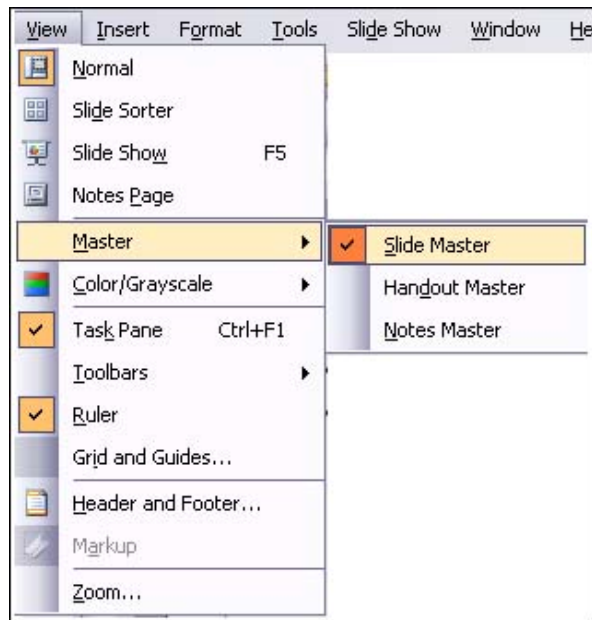 View Insert Format Tools Slide Show Window He
Normal
Slide Sorter
Slide Show F5
Notes Page
Master
Slide Master
Color/Grayscale
Handout Master
Task Pane Ctrl+F1
Notes Master
Toolbars
Ruler
Grid and Guides...
Header and Footer...
Markup
Zoom...